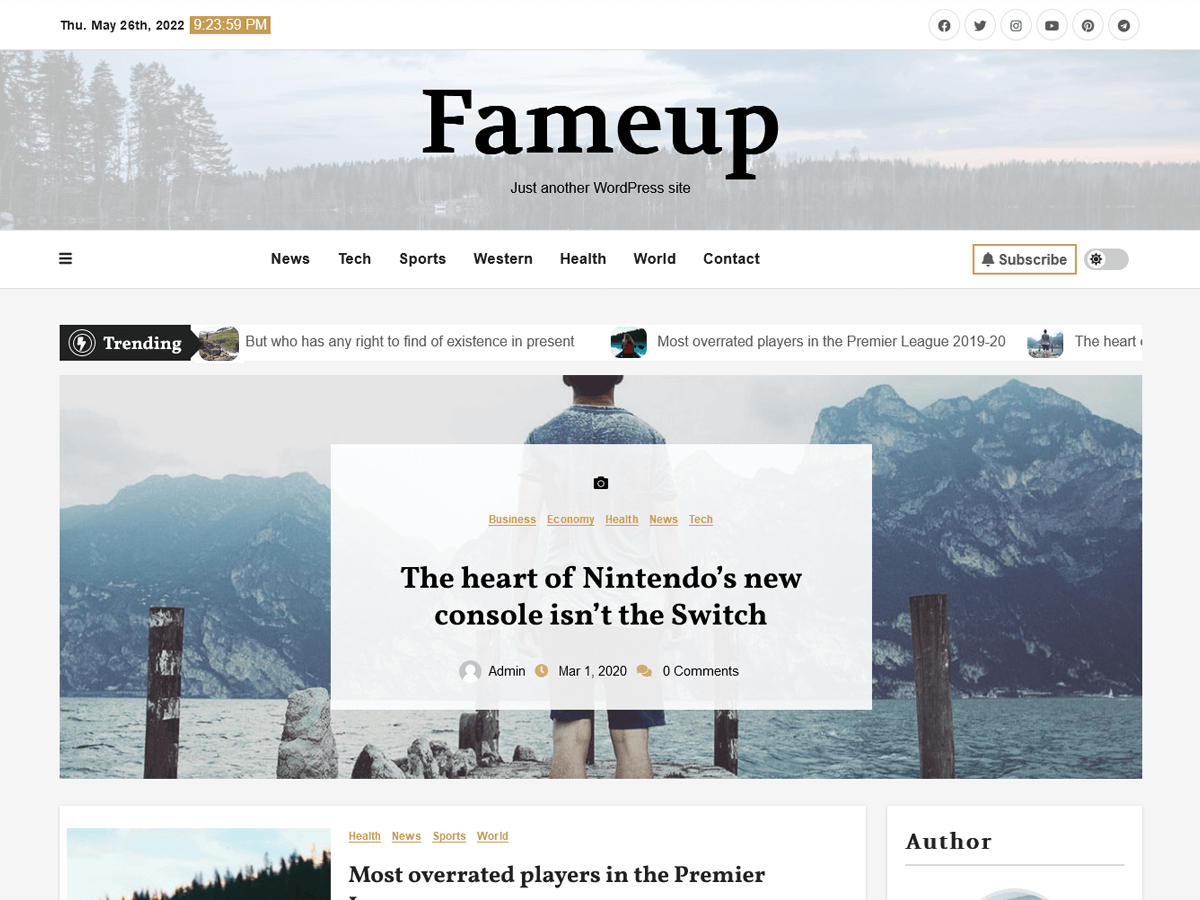 Thu. May 26th, 2022 9:23:59 PM
Fameup
Just another WordPress site
News Tech Sports Western Health World Contact
Subscribe
Trending But who has any right to find of existence in present Most overrated players in the Premier League 2019-20 The heart
Business Economy Health News Tech
The heart of Nintendo’s new
console isn’t the Switch
Admin Mar 1, 2020 0 Comments
Health News Sports World
Author
Most overrated players in the Premier